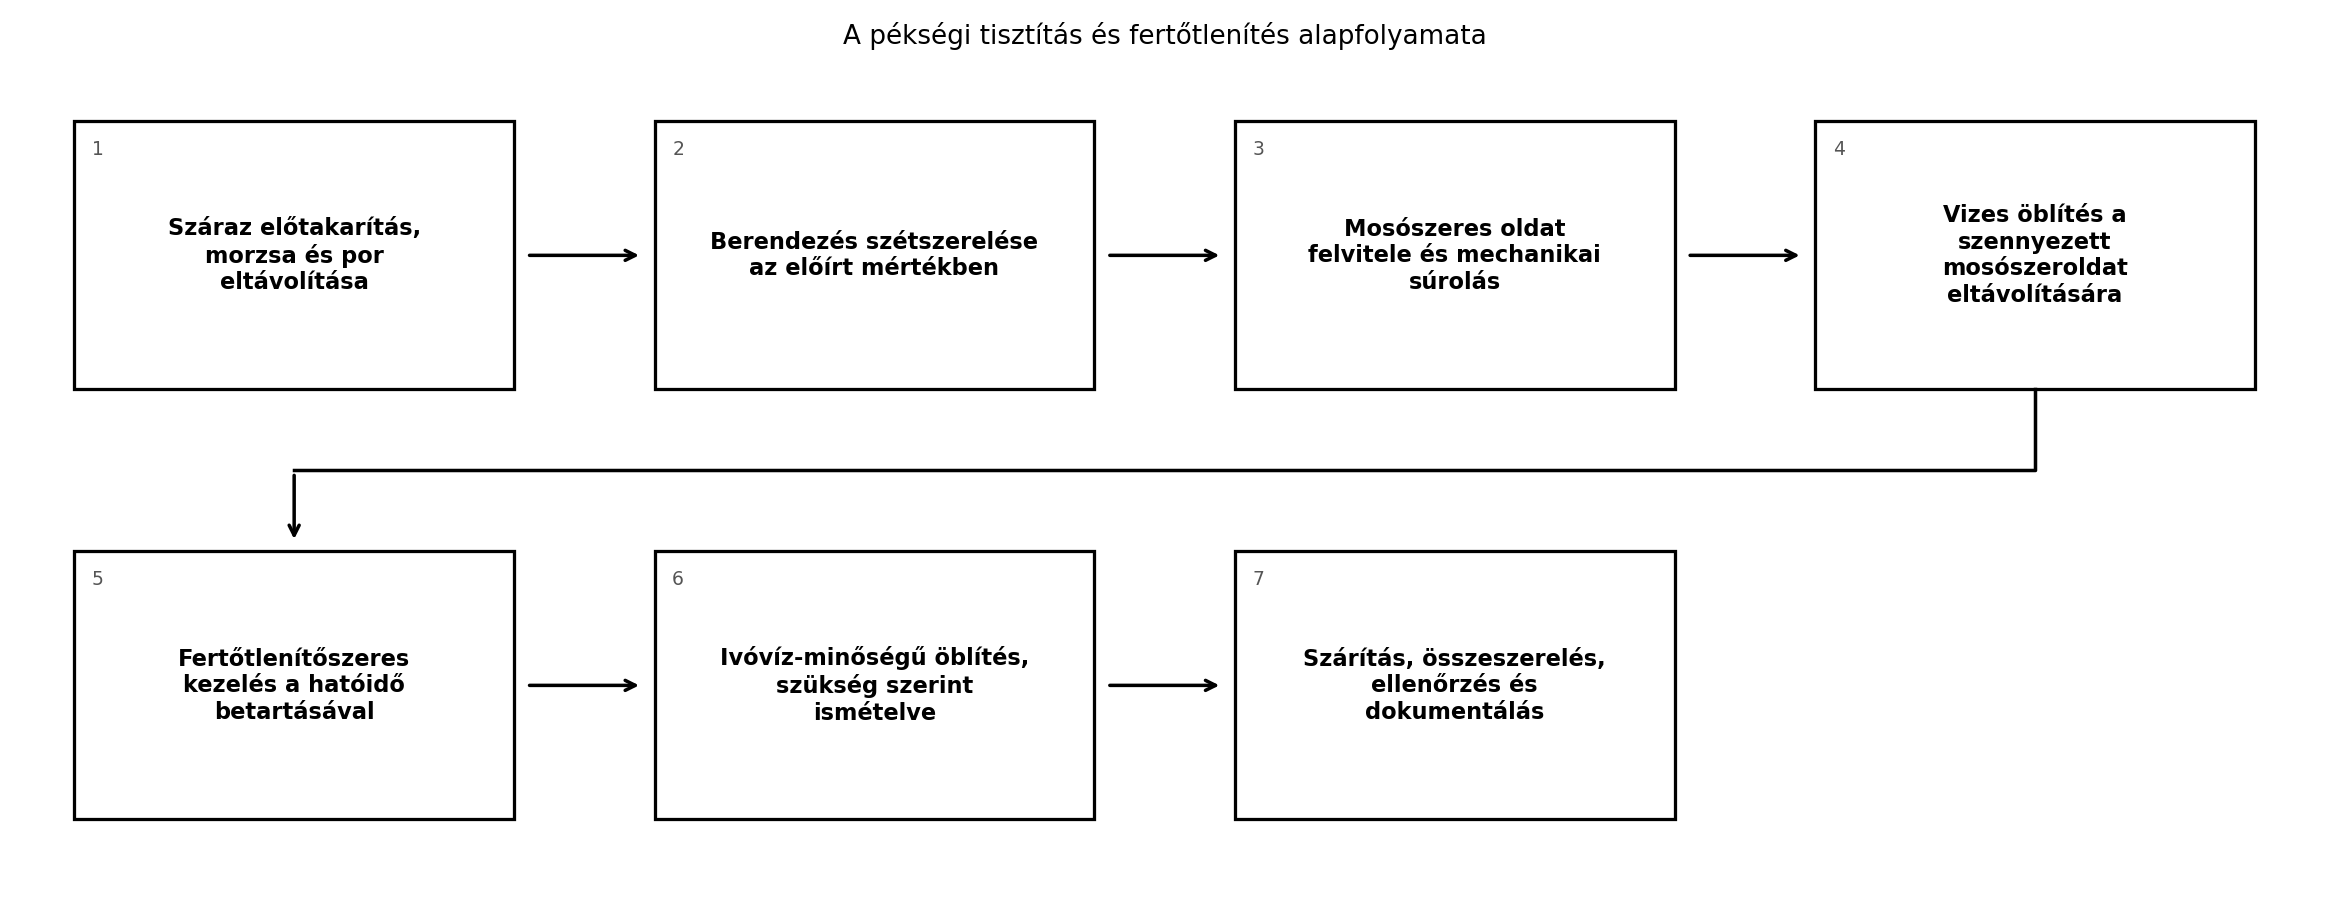 A pékségi tisztítás és fertőtlenítés alapfolyamata
1
Száraz előtakarítás,
morzsa és por
eltávolítása
2
Berendezés szétszerelése
az előírt mértékben
3
Mosószeres oldat
felvitele és mechanikai
súrolás
4
Vizes öblítés a
szennyezett
mosószeroldat
eltávolítására
5
Fertőtlenítőszeres
kezelés a hatóidő
betartásával
6
Ivóvíz-minőségű öblítés,
szükség szerint
ismételve
7
Szárítás, összeszerelés,
ellenőrzés és
dokumentálás